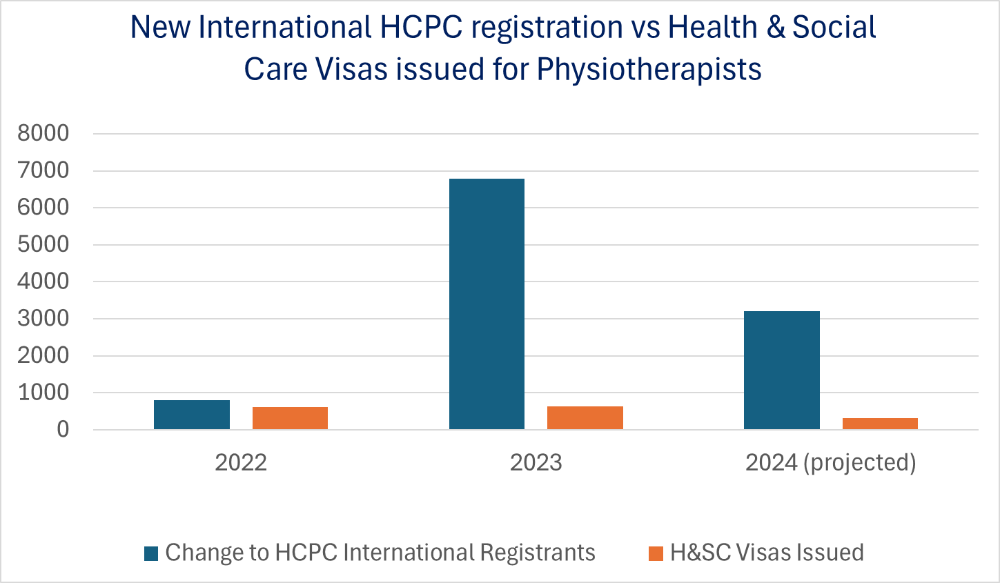 New International HCPC registration vs Health & Social
Care Visas issued for Physiotherapists
8000
7000
6000
5000
4000
3000
2000
1000
0
2022 2023 2024 (projected)
Change to HCPC International Registrants H&SC Visas Issued